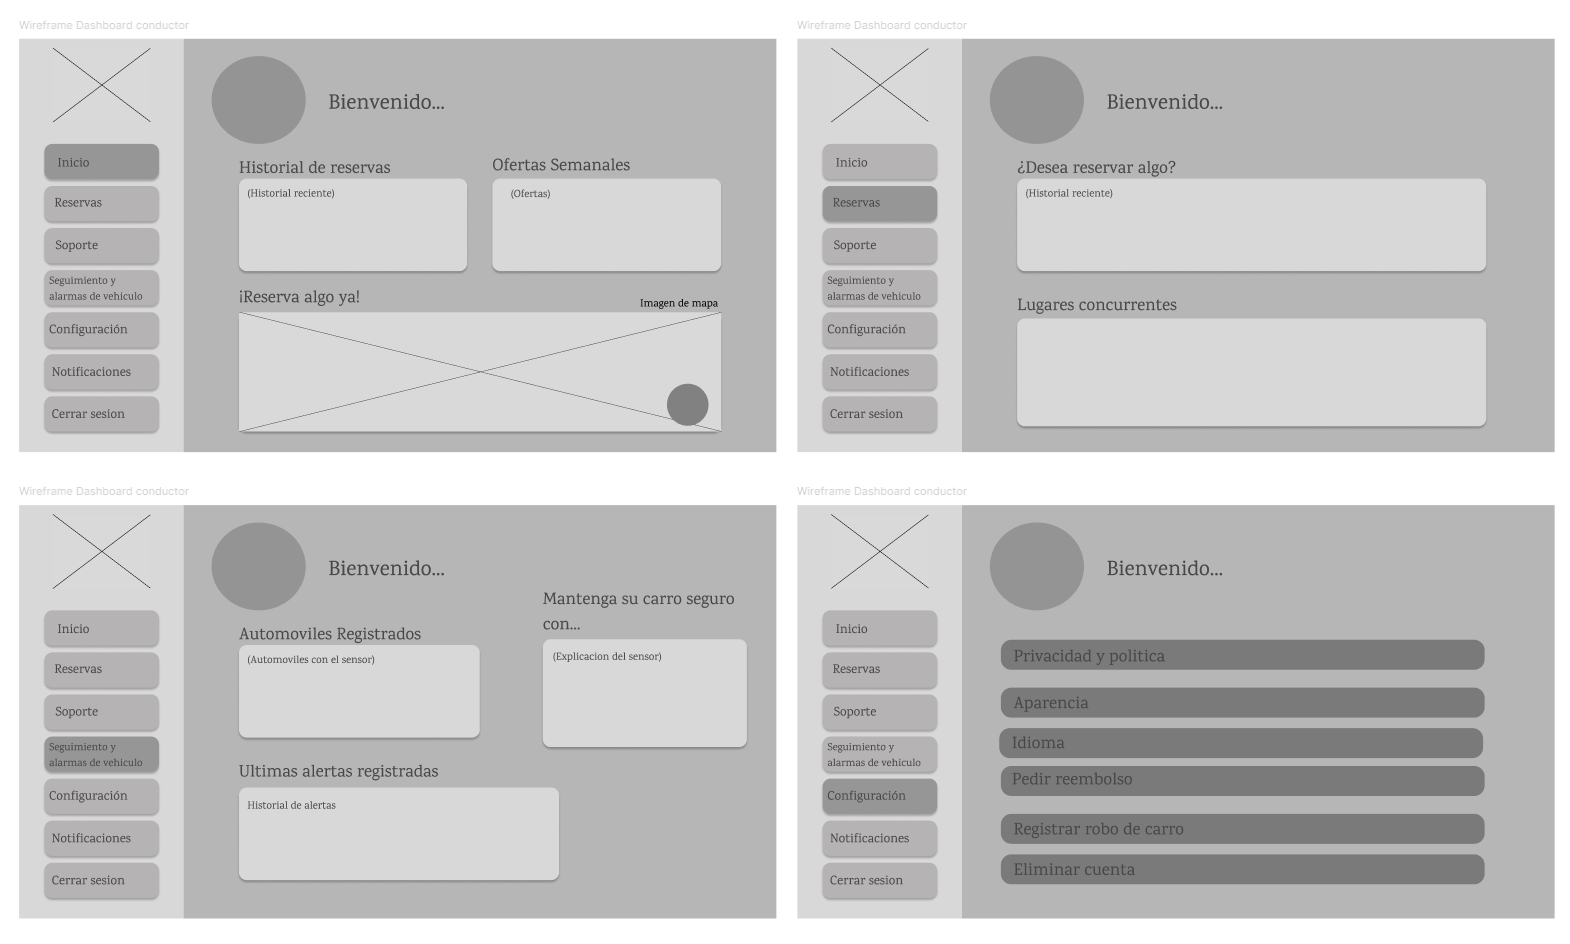 Wireframe Dashboard conductor
Bienvenido...
Inicio
Reservas
Soporte
Seguimiento y
alarmas de vehiculo
Configuración
Notificaciones
Cerrar sesion
Historial de reservas
(Historial reciente)
Ofertas Semanales
(Ofertas)
¡Reserva algo ya!
Imagen de mapa
Wireframe Dashboard conductor
Bienvenido...
Inicio
Reservas
Soporte
Seguimiento y
alarmas de vehiculo
Configuración
Notificaciones
Cerrar sesion
¿Desea reservar algo?
(Historial reciente)
Lugares concurrentes
Wireframe Dashboard conductor
Bienvenido...
Inicio
Reservas
Soporte
Seguimiento y
alarmas de vehiculo
Configuración
Notificaciones
Cerrar sesion
Automoviles Registrados
(Automoviles con el sensor)
Mantenga su carro seguro
con...
(Explicacion del sensor)
Ultimas alertas registradas
Historial de alertas
Wireframe Dashboard conductor
Bienvenido...
Inicio
Reservas
Soporte
Seguimiento y
alarmas de vehiculo
Configuración
Notificaciones
Cerrar sesion
Privacidad y politica
Aparencia
Idioma
Pedir reembolso
Registrar robo de carro
Eliminar cuenta